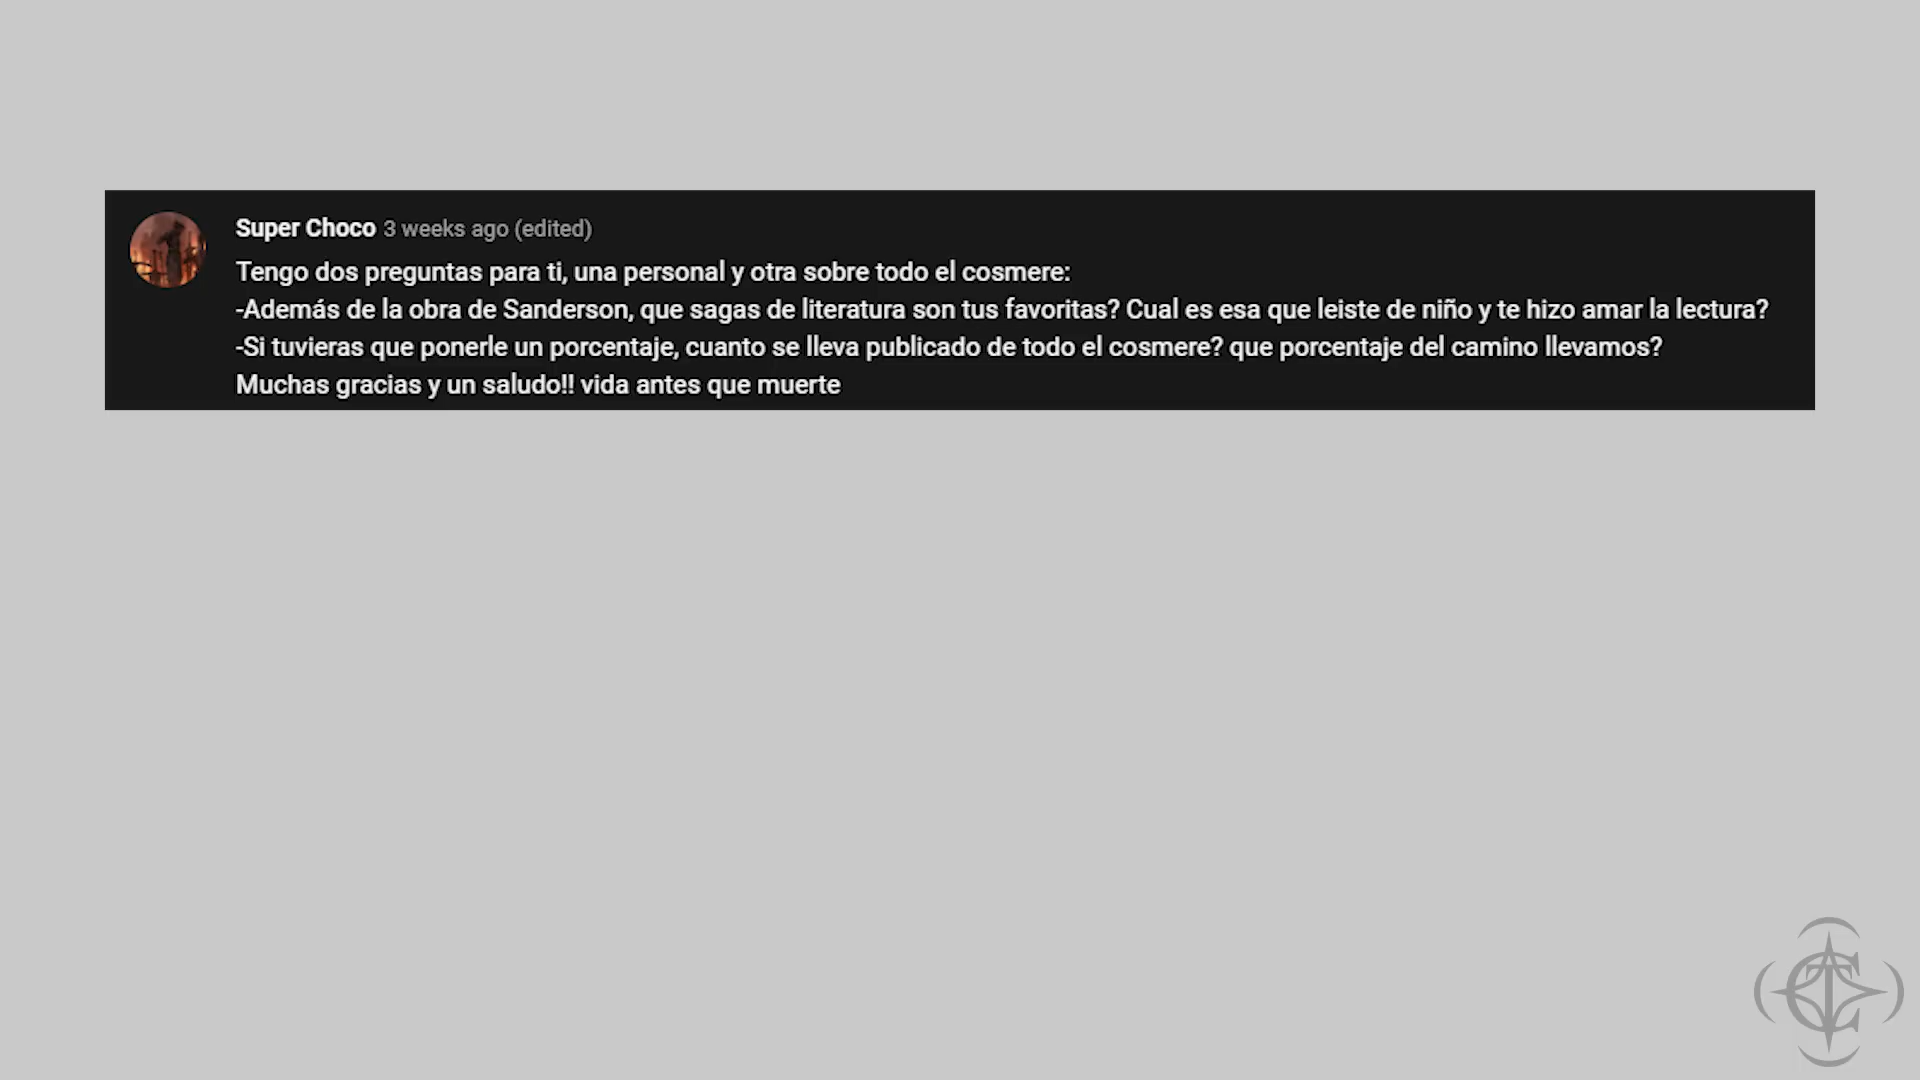 Super Choco 3 weeks ago (edited)
Tengo dos preguntas para ti, una personal y otra sobre todo el cosmere:
-Además de la obra de Sanderson, que sagas de literatura son tus favoritas? Cual es esa que leiste de niño y te hizo amar la lectura?
-Si tuvieras que ponerle un porcentaje, cuanto se lleva publicado de todo el cosmere? que porcentaje del camino llevamos?
Muchas gracias y un saludo!! vida antes que muerte